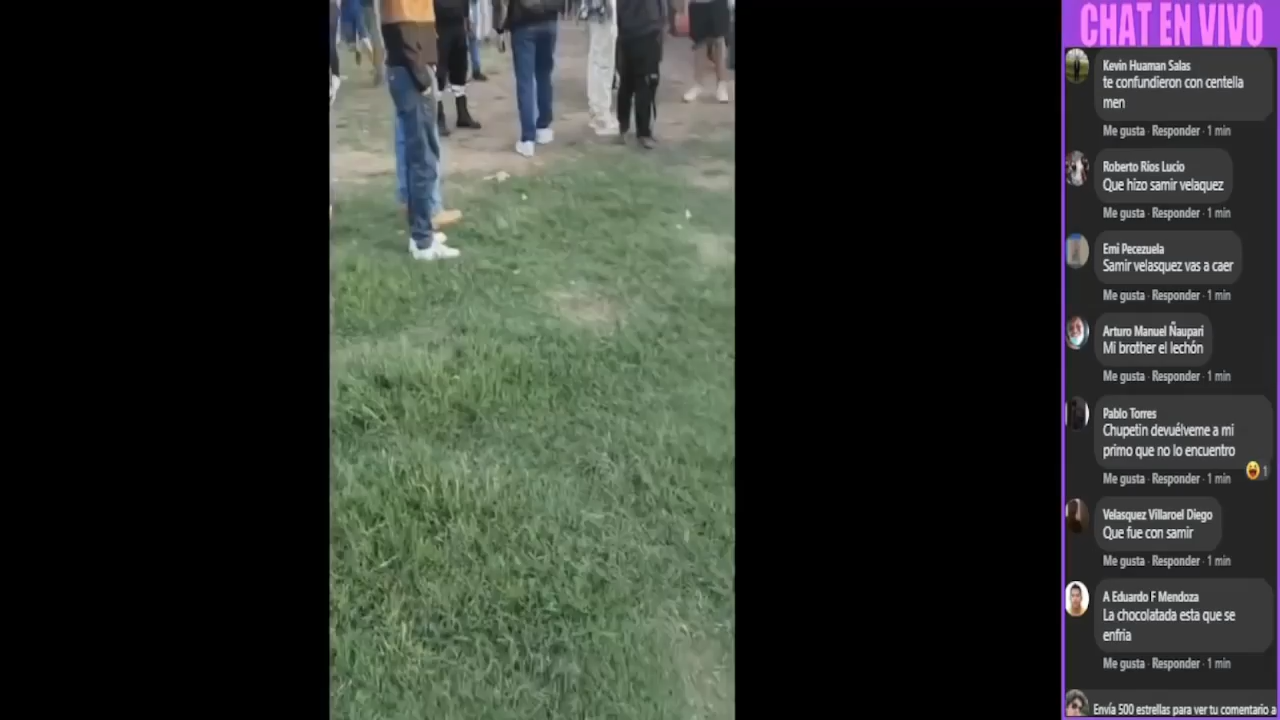 CHAT EN VIVO
Kevin Huaman Salas
te confundieron con centella
men
Me gusta · Responder · 1 min
Roberto Ríos Lucio
Que hizo samir velaquez
Me gusta · Responder · 1 min
Emi Pecezuela
Samir velasquez vas a caer
Me gusta · Responder · 1 min
Arturo Manuel Ñaupari
Mi brother el lechón
Me gusta · Responder · 1 min
Pablo Torres
Chupetin devuélveme a mi
primo que no lo encuentro
1
Me gusta · Responder · 1 min
Velasquez Villaroel Diego
Que fue con samir
Me gusta · Responder · 1 min
A Eduardo F Mendoza
La chocolatada esta que se
enfria
Me gusta · Responder · 1 min
Envía 500 estrellas para ver tu comentario a